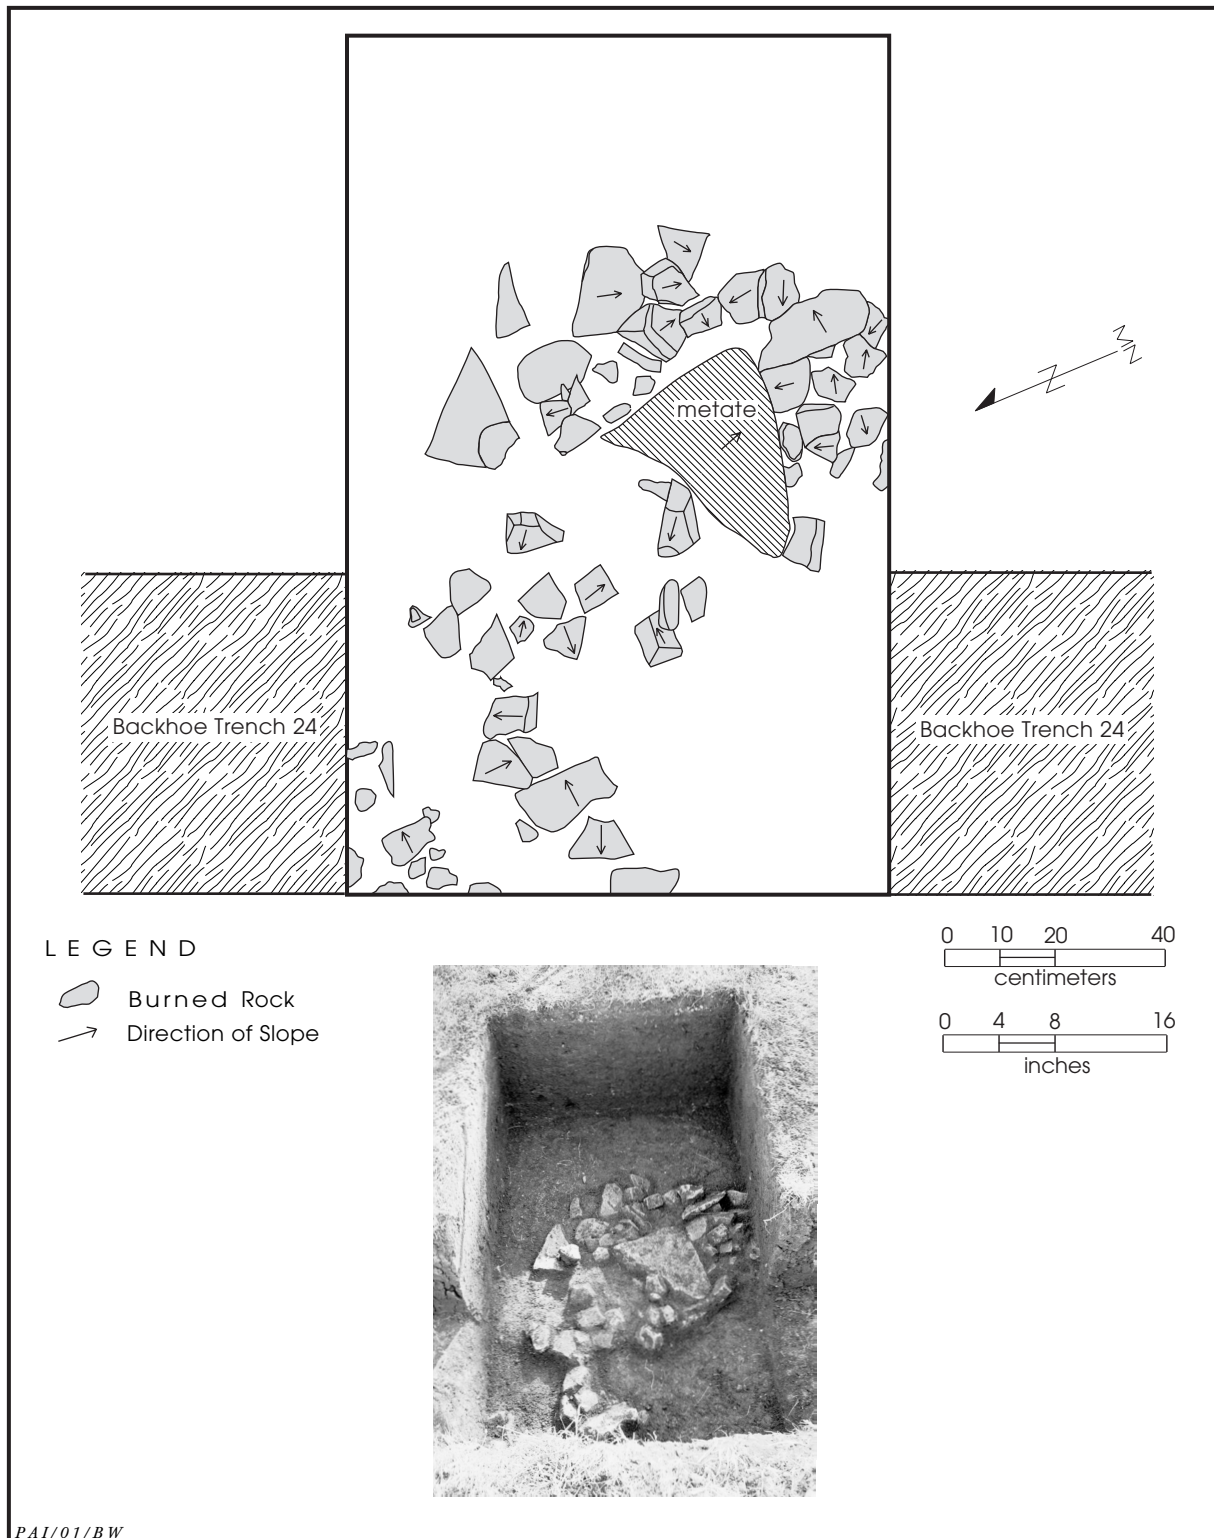 metate
N
MN
Backhoe Trench 24
Backhoe Trench 24
LEGEND
Burned Rock
Direction of Slope
0 10 20 40
centimeters
0 4 8 16
inches
PAI/01/BW